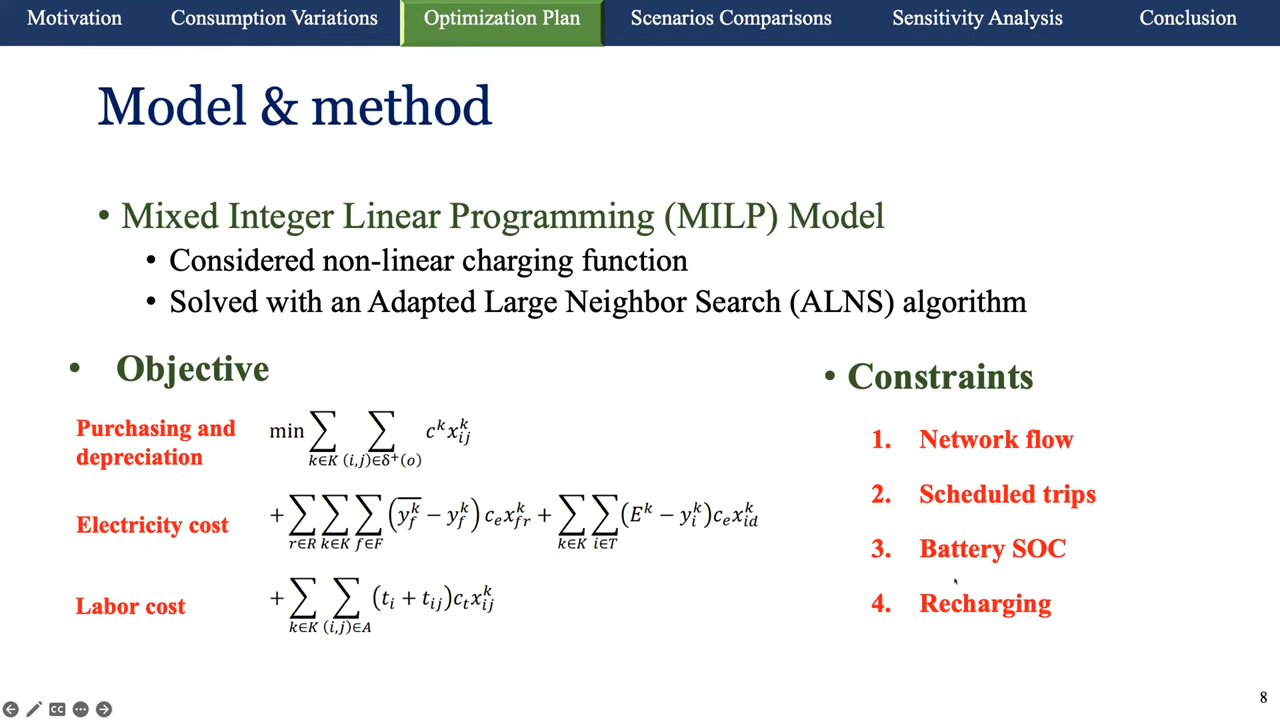 Motivation Consumption Variations Optimization Plan Scenarios Comparisons Sensitivity Analysis Conclusion
Model & method
• Mixed Integer Linear Programming (MILP) Model
• Considered non-linear charging function
• Solved with an Adapted Large Neighbor Search (ALNS) algorithm
• Objective
Purchasing and
depreciation
min ∑_{k∈K} ∑_{(i,j)∈δ⁺(o)} c^k x_{ij}^k
Electricity cost
+ ∑_{r∈R} ∑_{k∈K} ∑_{f∈F} (\overline{y_f^k} − y_f^k) c_e x_{fr}^k + ∑_{k∈K} ∑_{i∈T} (E^k − y_i^k) c_e x_{id}^k
Labor cost
+ ∑_{k∈K} ∑_{(i,j)∈A} (t_i + t_{ij}) c_t x_{ij}^k
• Constraints
1. Network flow
2. Scheduled trips
3. Battery SOC
4. Recharging
CC
8